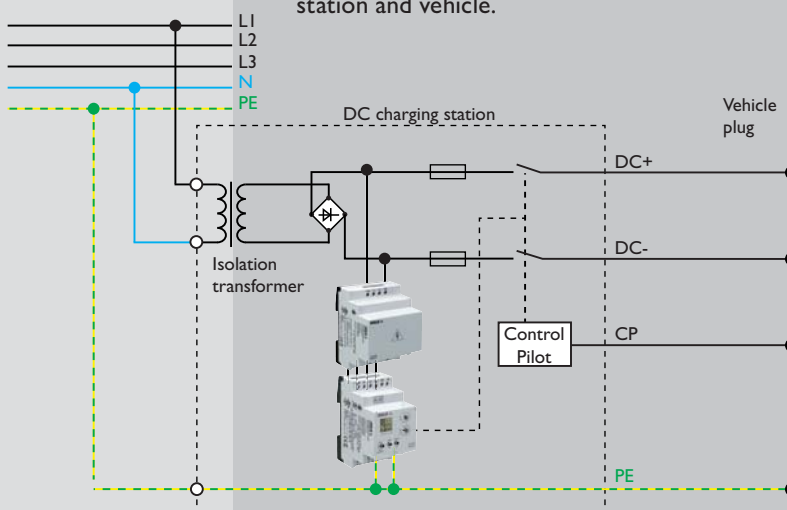 station and vehicle.
L1
L2
L3
N
PE
DC charging station
Vehicle
plug
DC+
DC-
Isolation
transformer
Control
Pilot
CP
PE